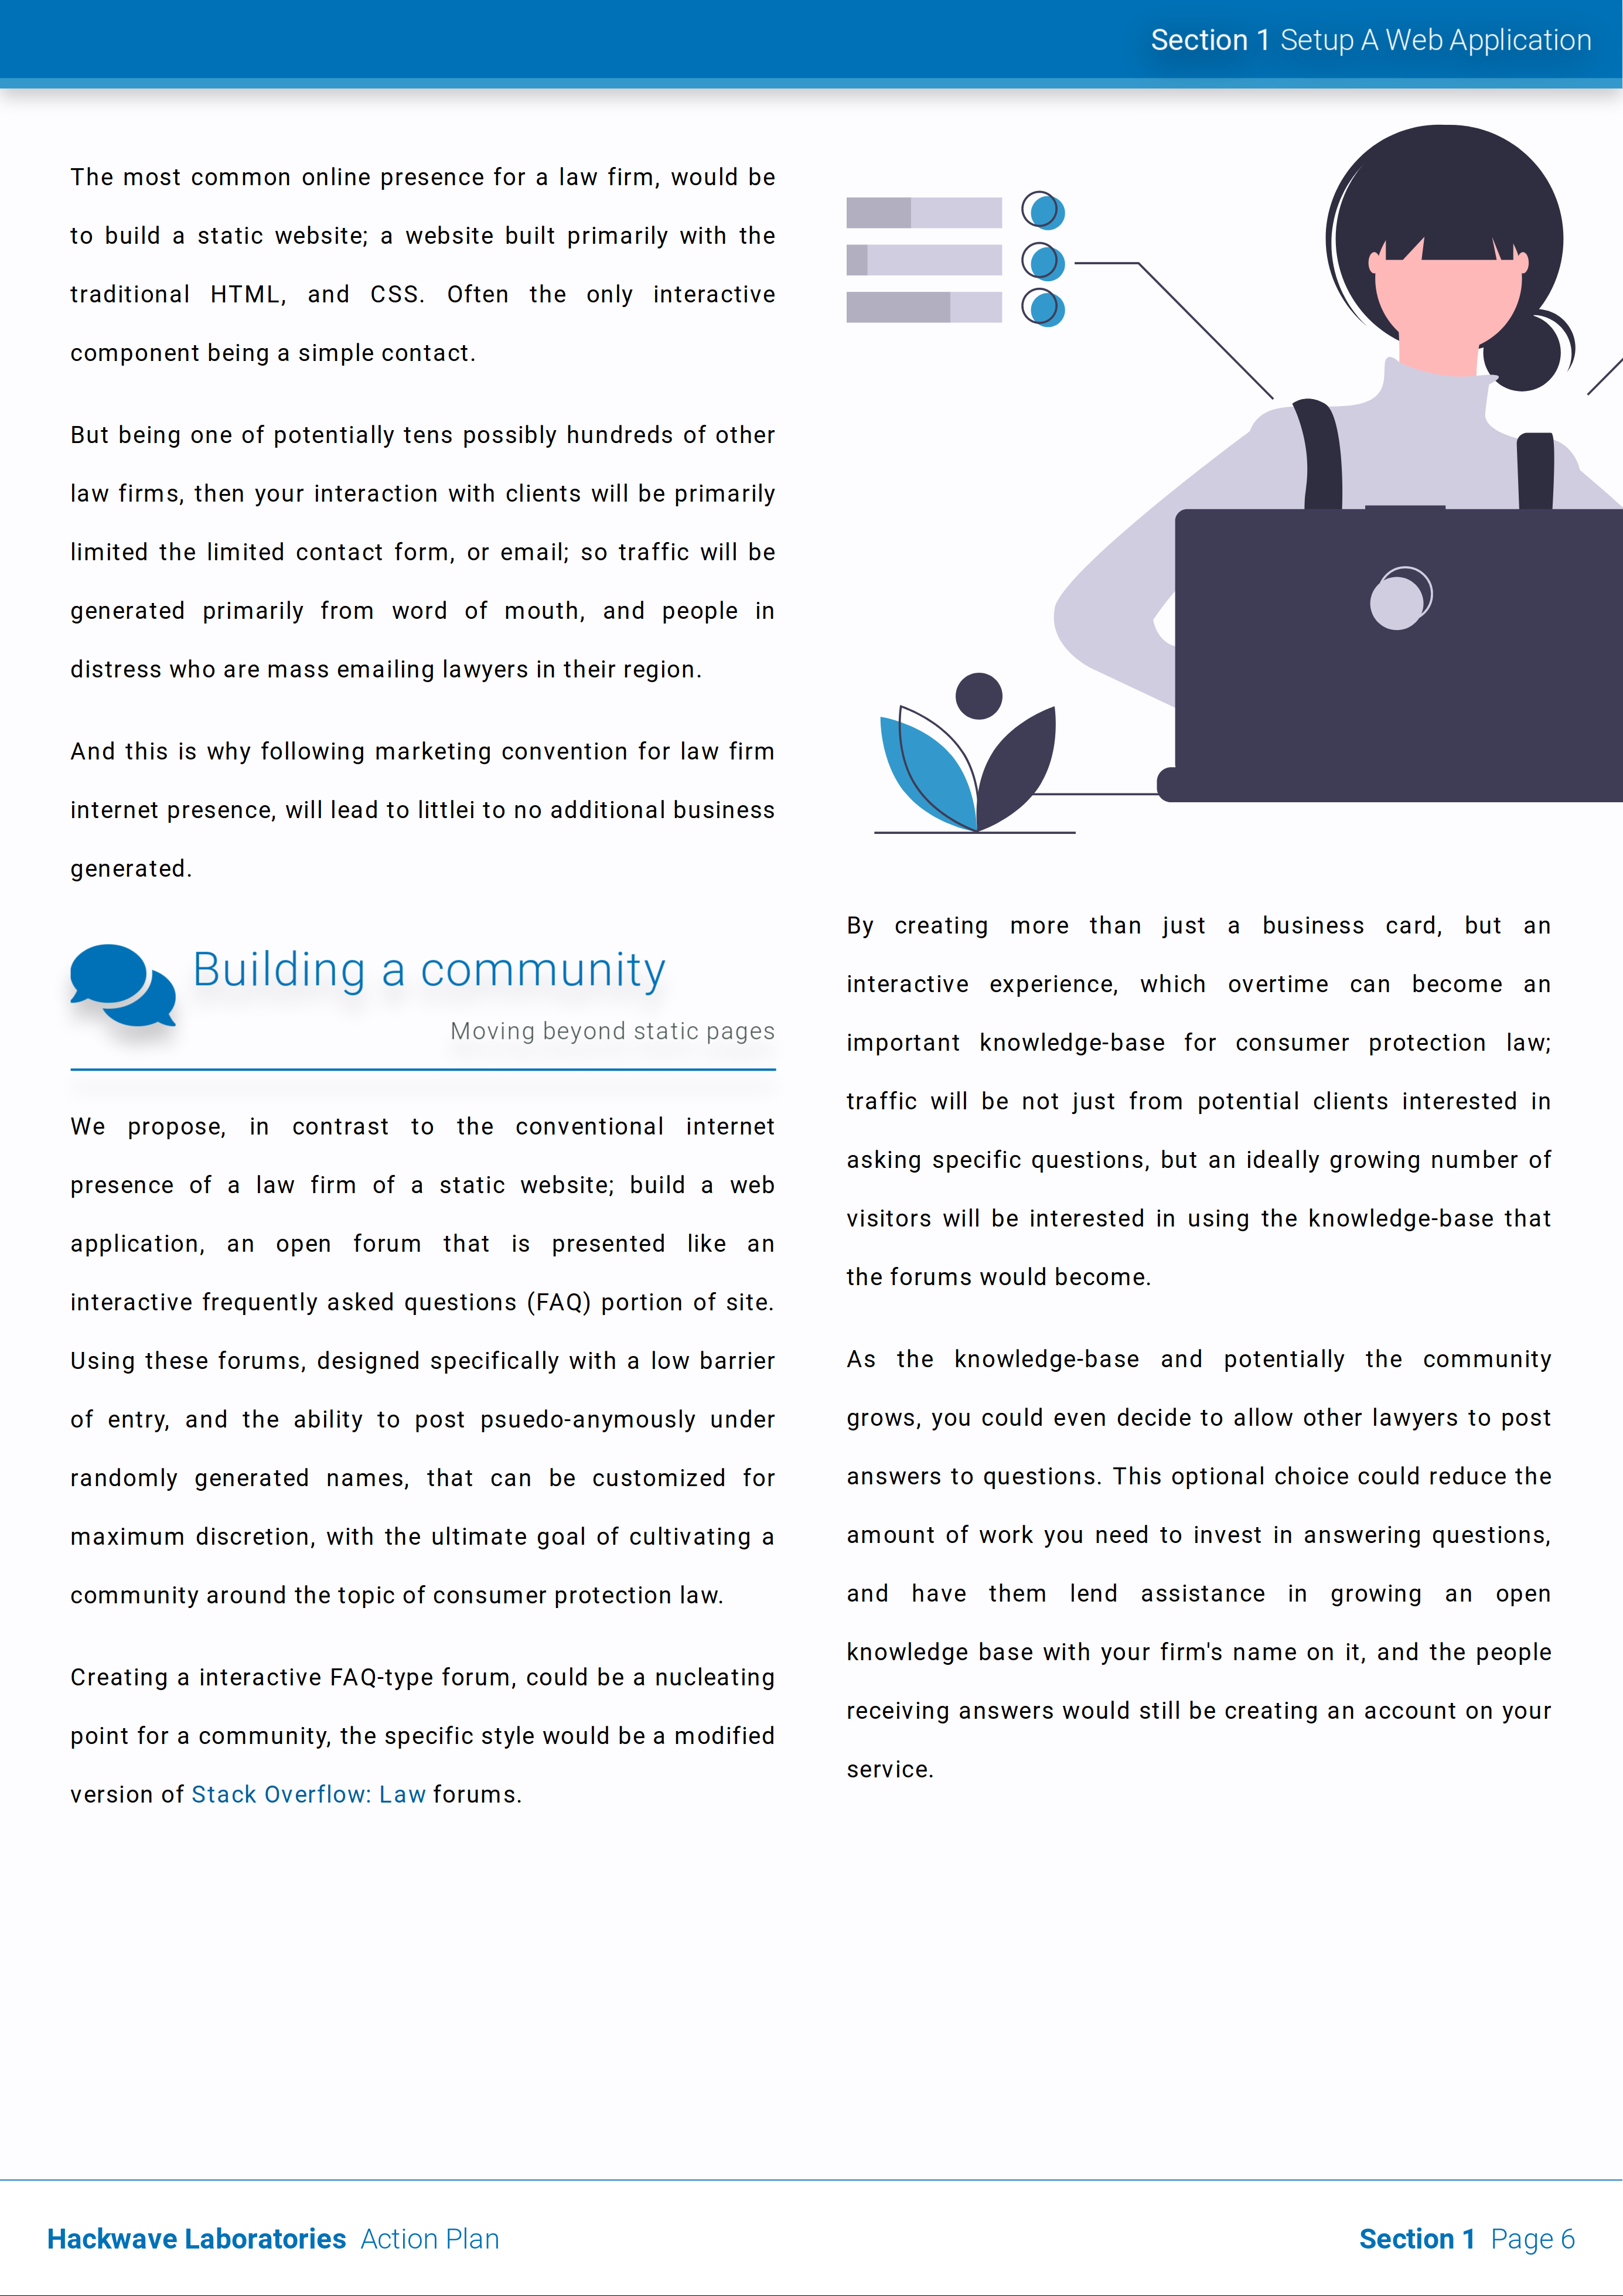 Section 1 Setup A Web Application
The most common online presence for a law firm, would be
to build a static website; a website built primarily with the
traditional HTML, and CSS. Often the only interactive
component being a simple contact.
But being one of potentially tens possibly hundreds of other
law firms, then your interaction with clients will be primarily
limited the limited contact form, or email; so traffic will be
generated primarily from word of mouth, and people in
distress who are mass emailing lawyers in their region.
And this is why following marketing convention for law firm
internet presence, will lead to littlei to no additional business
generated.
Building a community
Moving beyond static pages
We propose, in contrast to the conventional internet
presence of a law firm of a static website; build a web
application, an open forum that is presented like an
interactive frequently asked questions (FAQ) portion of site.
Using these forums, designed specifically with a low barrier
of entry, and the ability to post psuedo-anymously under
randomly generated names, that can be customized for
maximum discretion, with the ultimate goal of cultivating a
community around the topic of consumer protection law.
Creating a interactive FAQ-type forum, could be a nucleating
point for a community, the specific style would be a modified
version of Stack Overflow: Law forums.
By creating more than just a business card, but an
interactive experience, which overtime can become an
important knowledge-base for consumer protection law;
traffic will be not just from potential clients interested in
asking specific questions, but an ideally growing number of
visitors will be interested in using the knowledge-base that
the forums would become.
As the knowledge-base and potentially the community
grows, you could even decide to allow other lawyers to post
answers to questions. This optional choice could reduce the
amount of work you need to invest in answering questions,
and have them lend assistance in growing an open
knowledge base with your firm's name on it, and the people
receiving answers would still be creating an account on your
service.
Hackwave Laboratories Action Plan
Section 1 Page 6